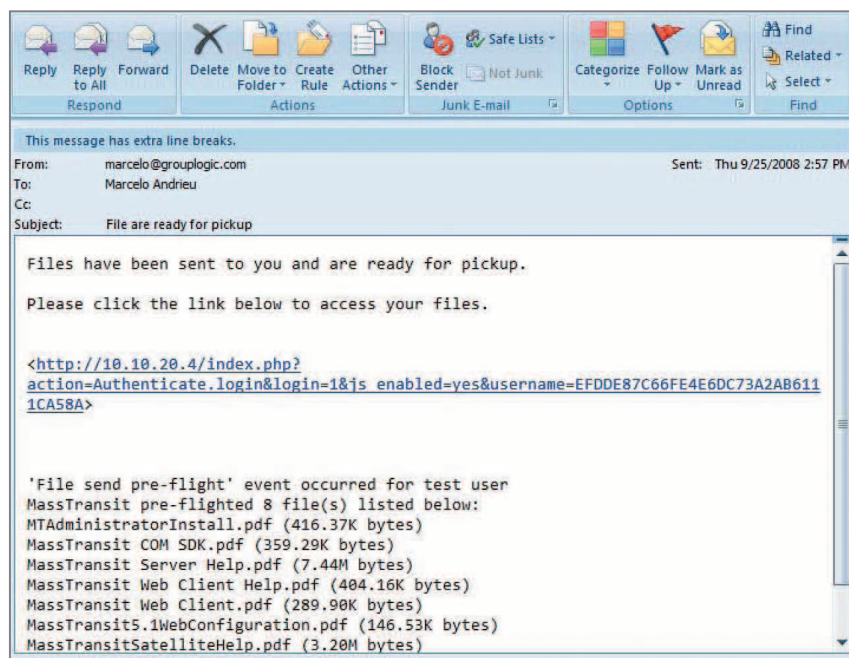 Reply
Reply to All
Forward
Respond
Delete
Move to Folder
Create Rule
Other Actions
Actions
Block Sender
Safe Lists
Not Junk
Junk E-mail
Categorize
Follow Up
Mark as Unread
Options
Find
Related
Select
Find
This message has extra line breaks.
From: marcelo@grouplogic.com Sent: Thu 9/25/2008 2:57 PM
To: Marcelo Andrieu
Cc:
Subject: File are ready for pickup
Files have been sent to you and are ready for pickup.
Please click the link below to access your files.
<http://10.10.20.4/index.php?
action=Authenticate.login&login=1&js_enabled=yes&username=EFDDE87C66FE4E6DC73A2AB611
1CA58A>
'File send pre-flight' event occurred for test user
MassTransit pre-flighted 8 file(s) listed below:
MTAdministratorInstall.pdf (416.37K bytes)
MassTransit COM SDK.pdf (359.29K bytes)
MassTransit Server Help.pdf (7.44M bytes)
MassTransit Web Client Help.pdf (404.16K bytes)
MassTransit Web Client.pdf (289.90K bytes)
MassTransit5.1WebConfiguration.pdf (146.53K bytes)
MassTransitSatelliteHelp.pdf (3.20M bytes)